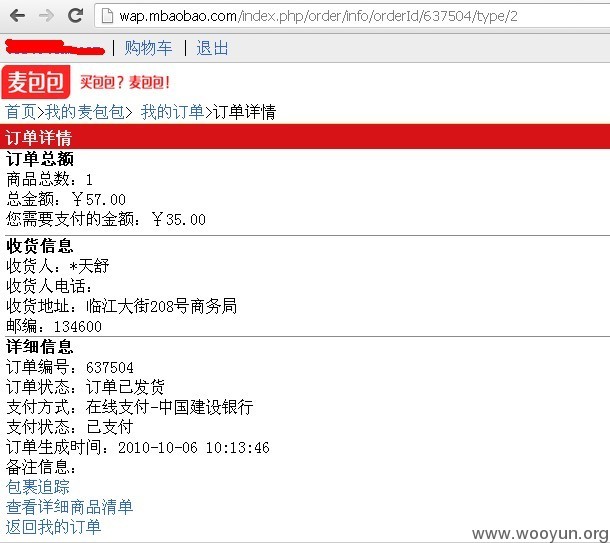 wap.mbaobao.com/index.php/order/info/orderId/637504/type/2
| 购物车 | 退出
麦包包 买包包？麦包包！
首页>我的麦包包> 我的订单>订单详情
订单详情
订单总额
商品总数：1
总金额：￥57.00
您需要支付的金额：￥35.00
收货信息
收货人：*天舒
收货人电话：
收货地址：临江大街208号商务局
邮编：134600
详细信息
订单编号：637504
订单状态：订单已发货
支付方式：在线支付-中国建设银行
支付状态：已支付
订单生成时间：2010-10-06 10:13:46
备注信息：
包裹追踪
查看详细商品清单
返回我的订单
www.wooyun.org